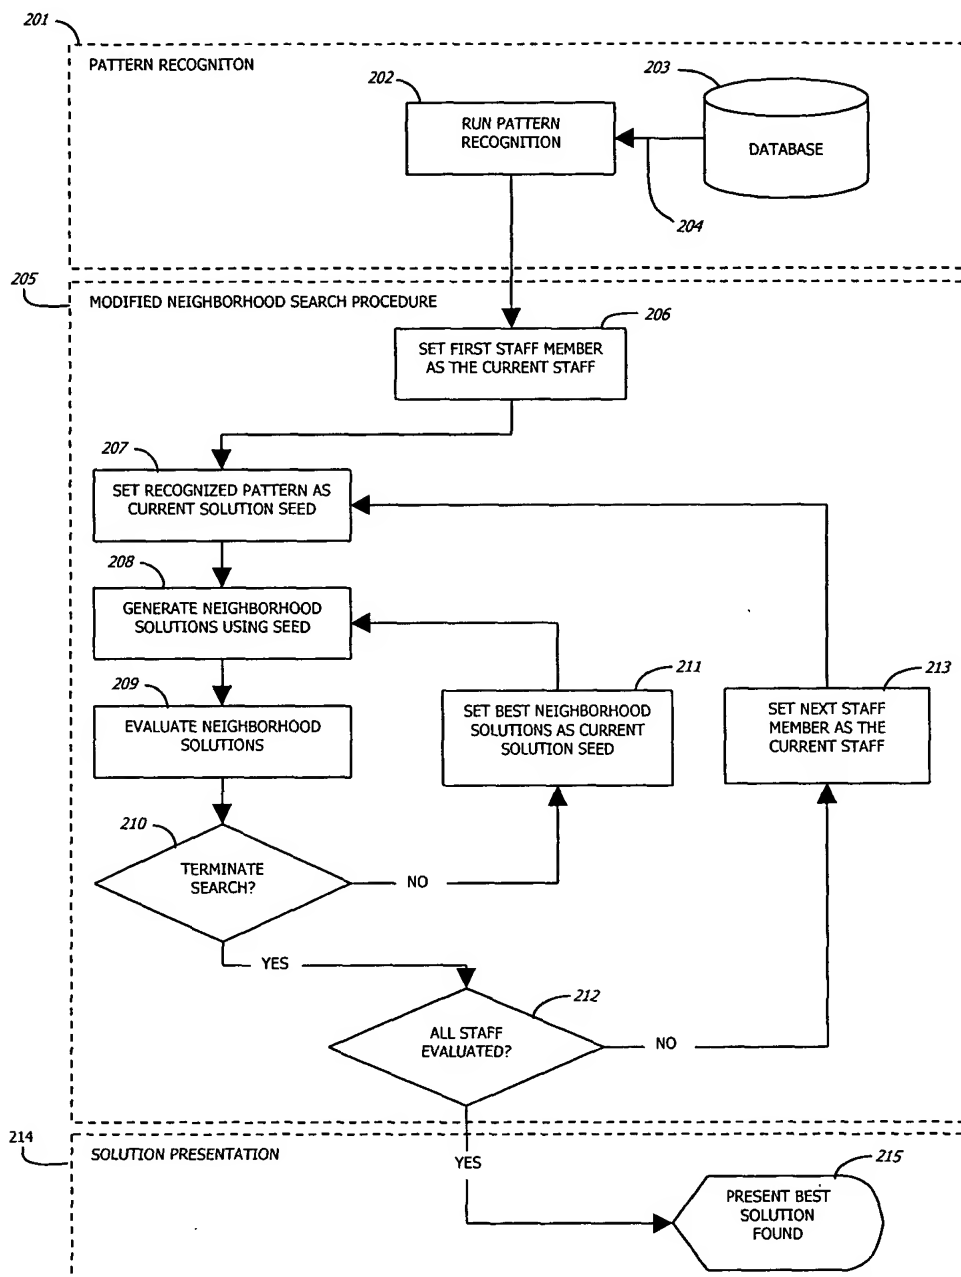 201
PATTERN RECOGNITON
202
203
RUN PATTERN
RECOGNITION
DATABASE
204
205
MODIFIED NEIGHBORHOOD SEARCH PROCEDURE
206
SET FIRST STAFF MEMBER
AS THE CURRENT STAFF
207
SET RECOGNIZED PATTERN AS
CURRENT SOLUTION SEED
208
GENERATE NEIGHBORHOOD
SOLUTIONS USING SEED
209
EVALUATE NEIGHBORHOOD
SOLUTIONS
211
SET BEST NEIGHBORHOOD
SOLUTIONS AS CURRENT
SOLUTION SEED
213
SET NEXT STAFF
MEMBER AS THE
CURRENT STAFF
210
TERMINATE
SEARCH?
NO
YES
212
ALL STAFF
EVALUATED?
NO
214
SOLUTION PRESENTATION
YES
215
PRESENT BEST
SOLUTION
FOUND